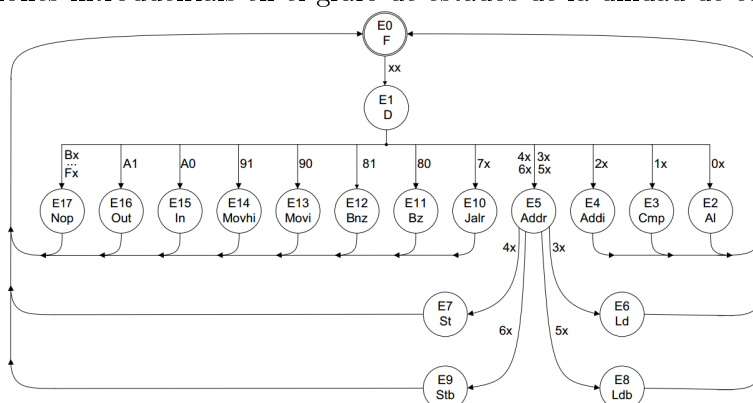 E0
F
xx
E1
D
Bx
...
Fx
A1
A0
91
90
81
80
7x
4x 3x
6x 5x
2x
1x
0x
E17
Nop
E16
Out
E15
In
E14
Movhi
E13
Movi
E12
Bnz
E11
Bz
E10
Jalr
E5
Addr
E4
Addi
E3
Cmp
E2
Al
4x
3x
E7
St
E6
Ld
6x
5x
E9
Stb
E8
Ldb